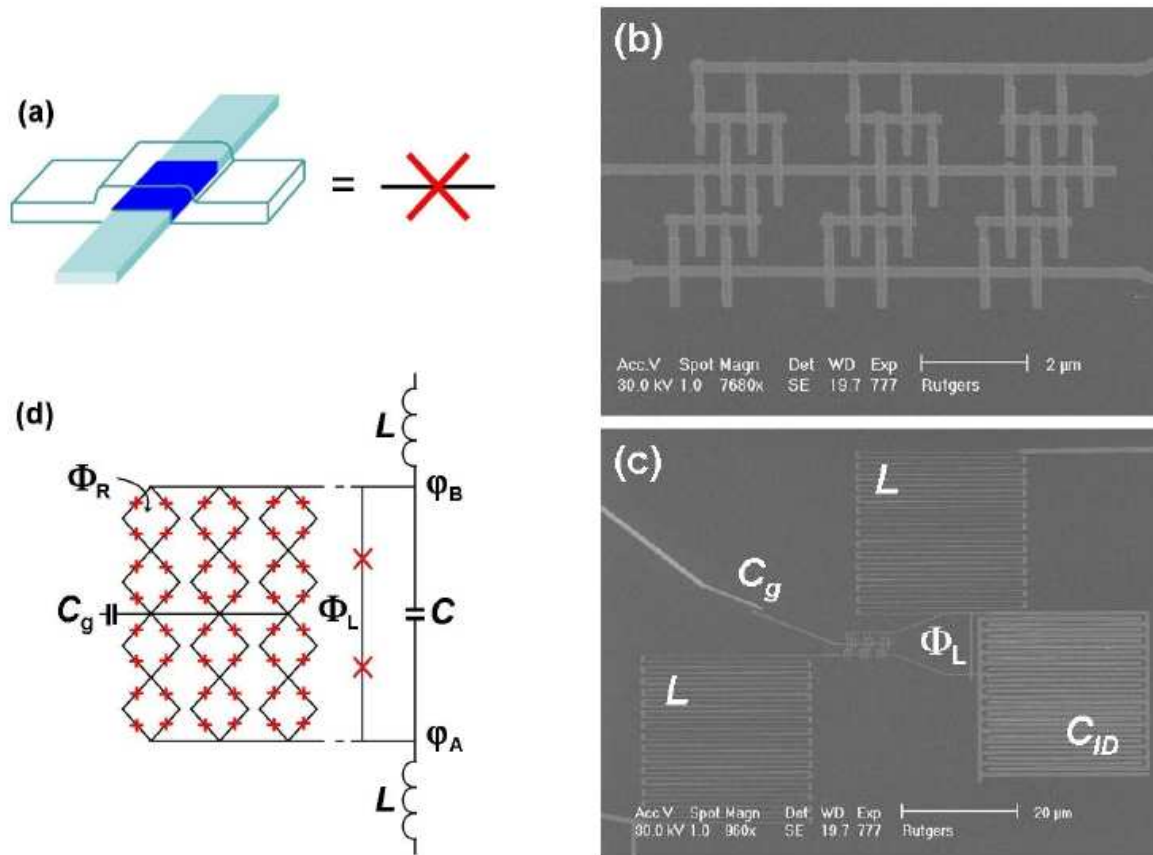 (a)
=
(b)
Acc.V Spot Magn Det WD Exp 2 µm
30.0 kV 1.0 7680x SE 19.7 777 Rutgers
(d)
L
Φ_R
φ_B
C_g
Φ_L
C
φ_A
L
(c)
L
C_g
Φ_L
L
C_ID
Acc.V Spot Magn Det WD Exp 20 µm
30.0 kV 1.0 960x SE 19.7 777 Rutgers